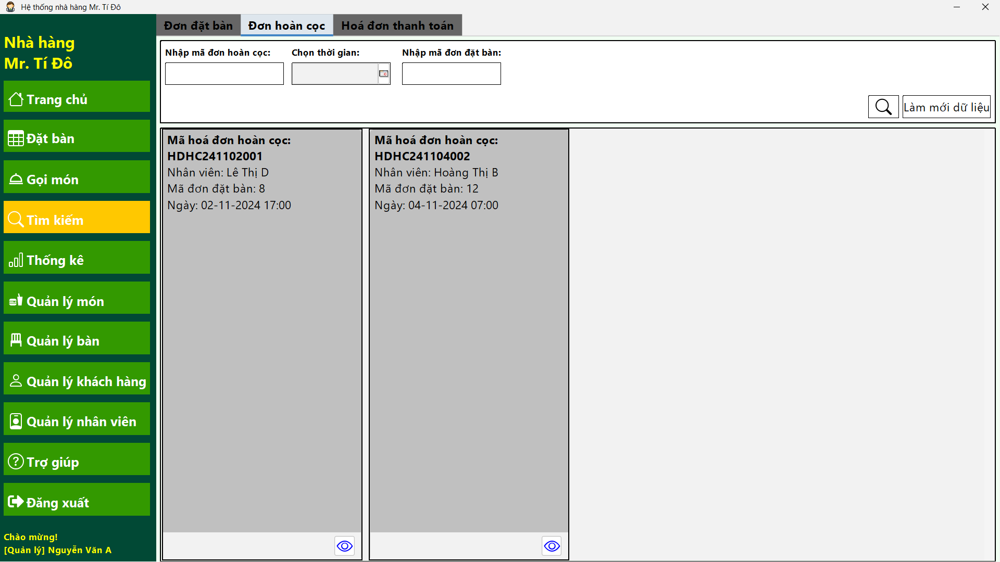 Hệ thống nhà hàng Mr. Tí Đô
Nhà hàng
Mr. Tí Đô
Trang chủ
Đặt bàn
Gọi món
Tìm kiếm
Thống kê
Quản lý món
Quản lý bàn
Quản lý khách hàng
Quản lý nhân viên
Trợ giúp
Đăng xuất
Chào mừng!
[Quản lý] Nguyễn Văn A
Đơn đặt bàn
Đơn hoàn cọc
Hoá đơn thanh toán
Nhập mã đơn hoàn cọc:
Chọn thời gian:
Nhập mã đơn đặt bàn:
Làm mới dữ liệu
Mã hoá đơn hoàn cọc:
HDHC241102001
Nhân viên: Lê Thị D
Mã đơn đặt bàn: 8
Ngày: 02-11-2024 17:00
Mã hoá đơn hoàn cọc:
HDHC241104002
Nhân viên: Hoàng Thị B
Mã đơn đặt bàn: 12
Ngày: 04-11-2024 07:00